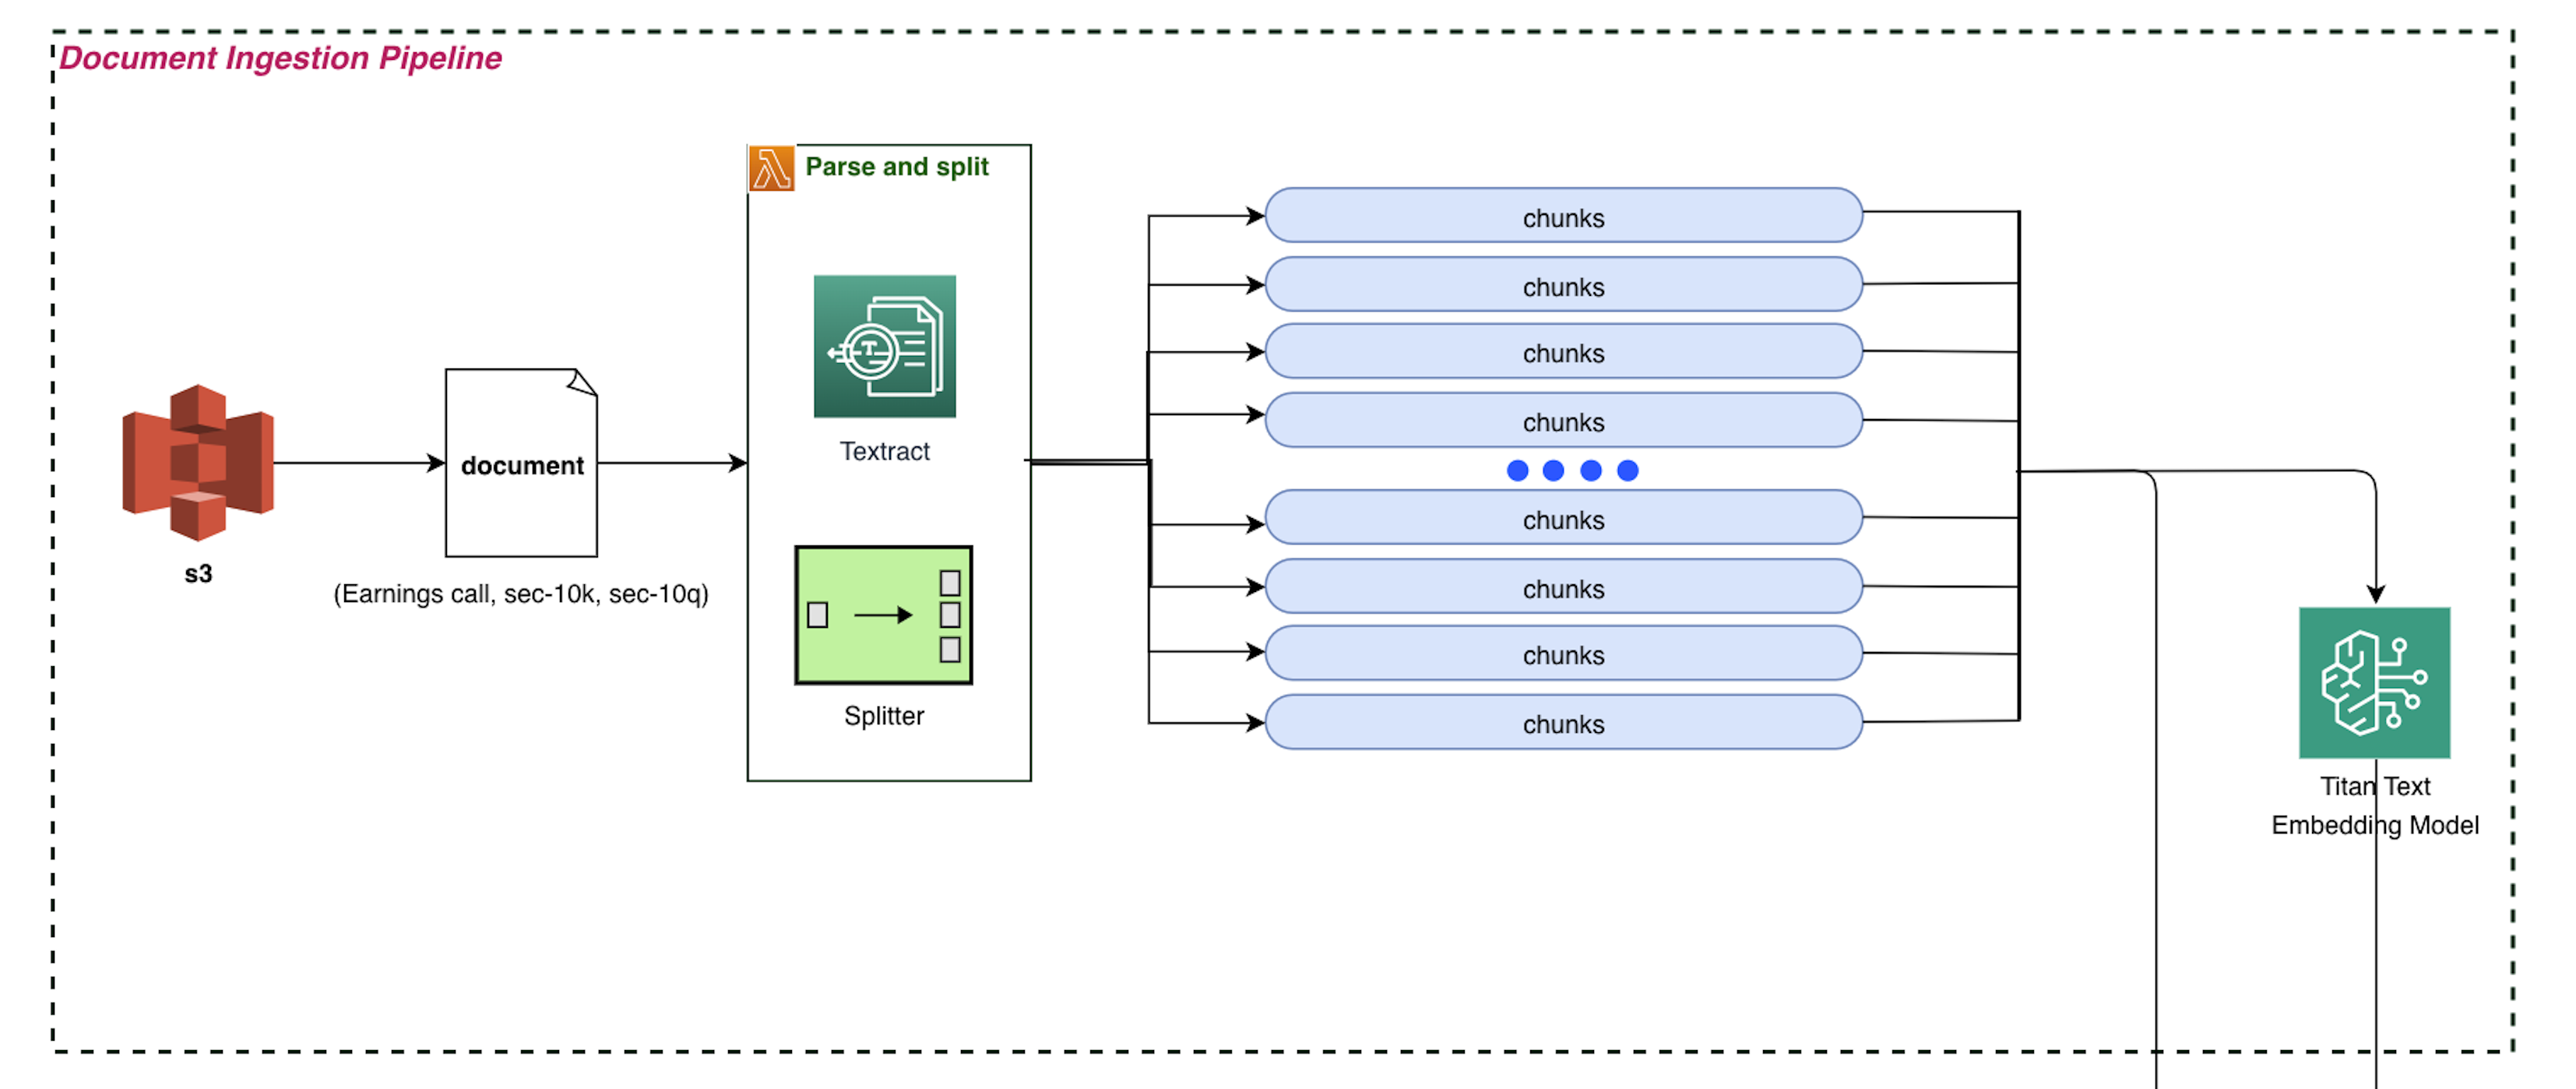 Document Ingestion Pipeline
Parse and split
s3
document
(Earnings call, sec-10k, sec-10q)
Textract
Splitter
chunks
chunks
chunks
chunks
chunks
chunks
chunks
chunks
Titan Text
Embedding Model